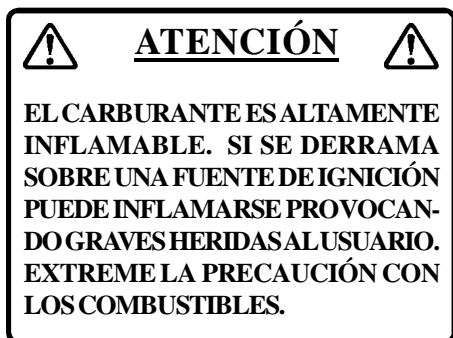 ATENCIÓN
EL CARBURANTE ES ALTAMENTE
INFLAMABLE. SI SE DERRAMA
SOBRE UNA FUENTE DE IGNICIÓN
PUEDE INFLAMARSE PROVOCAN-
DO GRAVES HERIDAS AL USUARIO.
EXTREME LA PRECAUCIÓN CON
LOS COMBUSTIBLES.